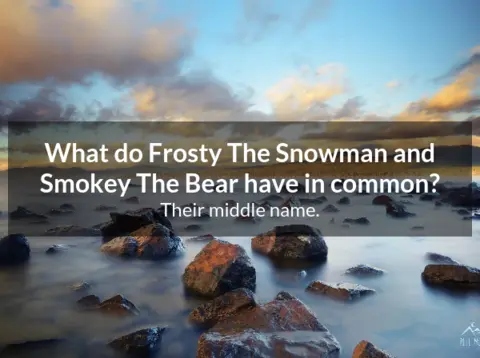 What do Frosty The Snowman and
Smokey The Bear have in common?
Their middle name.